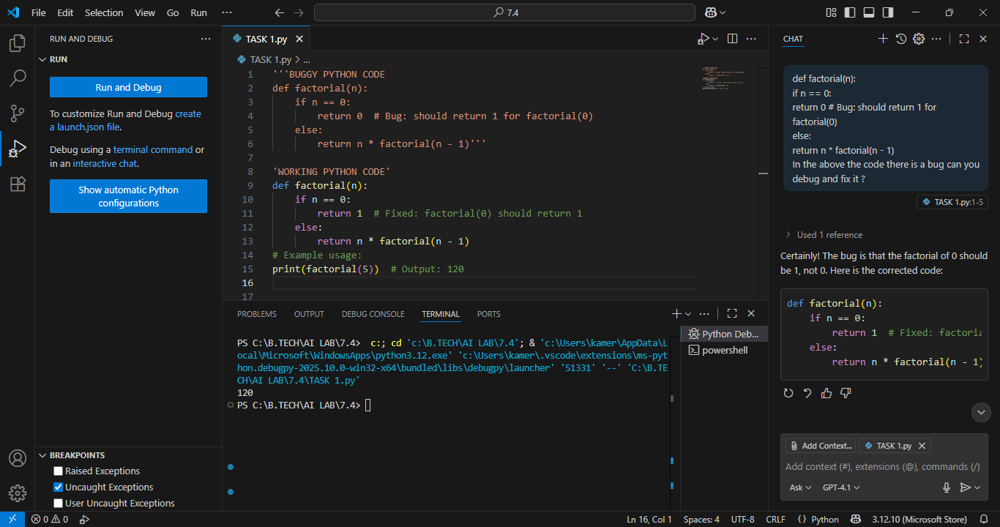 File Edit Selection View Go Run ···
7.4
RUN AND DEBUG ···
RUN
Run and Debug
To customize Run and Debug create
a launch.json file.
Debug using a terminal command or
in an interactive chat.
Show automatic Python
configurations
BREAKPOINTS
Raised Exceptions
Uncaught Exceptions
User Uncaught Exceptions
TASK 1.py
TASK 1.py > ...
1 '''BUGGY PYTHON CODE
2 def factorial(n):
3 if n == 0:
4 return 0 # Bug: should return 1 for factorial(0)
5 else:
6 return n * factorial(n - 1)'''
7
8 'WORKING PYTHON CODE'
9 def factorial(n):
10 if n == 0:
11 return 1 # Fixed: factorial(0) should return 1
12 else:
13 return n * factorial(n - 1)
14 # Example usage:
15 print(factorial(5)) # Output: 120
16
17
PROBLEMS OUTPUT DEBUG CONSOLE TERMINAL PORTS
PS C:\B.TECH\AI LAB\7.4> c:; cd 'c:\B.TECH\AI LAB\7.4'; & 'c:\Users\kamer\AppData\L
ocal\Microsoft\WindowsApps\python3.12.exe' 'c:\Users\kamer\.vscode\extensions\ms-pyt
hon.debugpy-2025.10.0-win32-x64\bundled\libs\debugpy\launcher' '51331' '--' 'C:\B.TE
CH\AI LAB\7.4\TASK 1.py'
120
PS C:\B.TECH\AI LAB\7.4>
Python Deb...
powershell
CHAT
def factorial(n):
if n == 0:
return 0 # Bug: should return 1 for
factorial(0)
else:
return n * factorial(n - 1)
In the above the code there is a bug can you
debug and fix it ?
TASK 1.py:1-5
Used 1 reference
Certainly! The bug is that the factorial of 0 should
be 1, not 0. Here is the corrected code:
def factorial(n):
if n == 0:
return 1 # Fixed: factoria
else:
return n * factorial(n - 1)
Add Context... TASK 1.py
Add context (#), extensions (@), commands (/)
Ask GPT-4.1
0 0
Ln 16, Col 1 Spaces: 4 UTF-8 CRLF {} Python 3.12.10 (Microsoft Store)